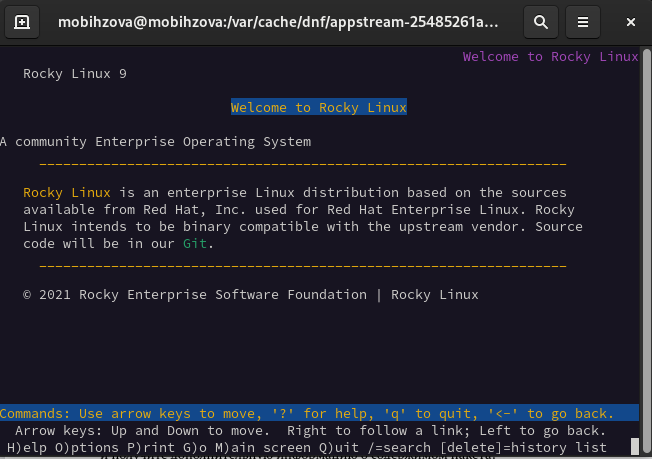 mobihzova@mobihzova:/var/cache/dnf/appstream-25485261a...
Welcome to Rocky Linux
Rocky Linux 9
Welcome to Rocky Linux
A community Enterprise Operating System
Rocky Linux is an enterprise Linux distribution based on the sources
available from Red Hat, Inc. used for Red Hat Enterprise Linux. Rocky
Linux intends to be binary compatible with the upstream vendor. Source
code will be in our Git.
© 2021 Rocky Enterprise Software Foundation | Rocky Linux
Commands: Use arrow keys to move, '?' for help, 'q' to quit, '<-' to go back.
Arrow keys: Up and Down to move. Right to follow a link; Left to go back.
H)elp O)ptions P)rint G)o M)ain screen Q)uit /=search [delete]=history list